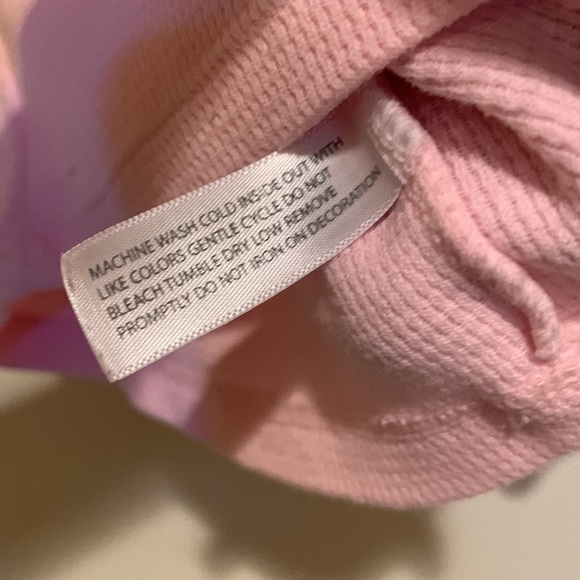 MACHINE WASH COLD INSIDE OUT WITH
LIKE COLORS GENTLE CYCLE DO NOT
BLEACH TUMBLE DRY LOW REMOVE
PROMPTLY DO NOT IRON ON DECORATION